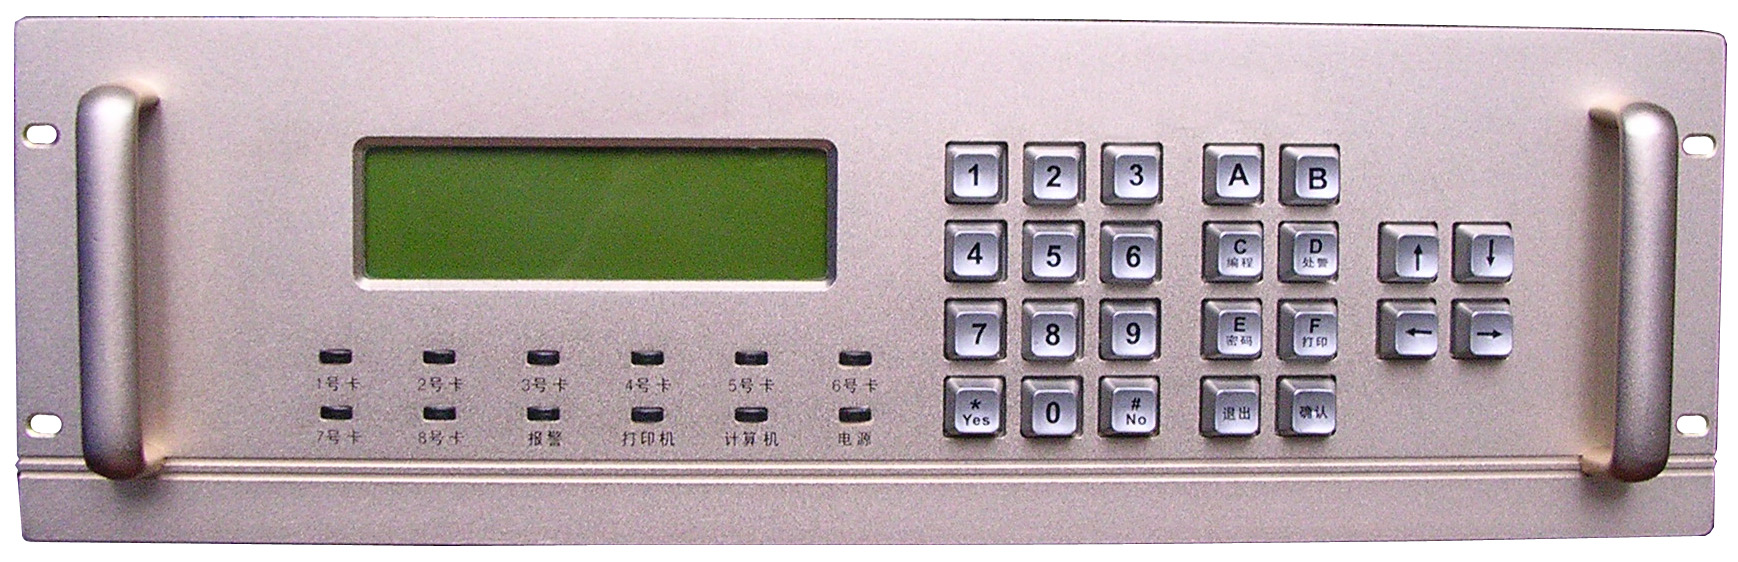 1 2 3 A B
4 5 6 C D ↑ ↓
编程 处警
7 8 9 E F ← →
密码 打印
* 0 # 退出 确认
Yes No
1号卡 2号卡 3号卡 4号卡 5号卡 6号卡
7号卡 8号卡 报警 打印机 计算机 电源